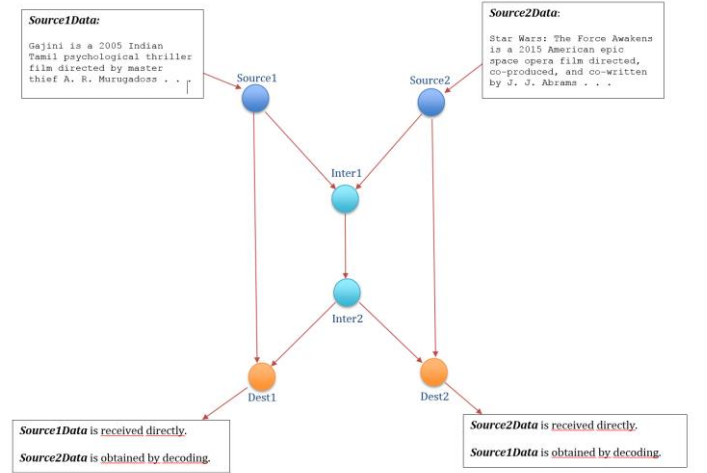 Source1Data:
Gajini is a 2005 Indian
Tamil psychological thriller
film directed by master
thief A. R. Murugadoss . . .
Source2Data:
Star Wars: The Force Awakens
is a 2015 American epic
space opera film directed,
co-produced, and co-written
by J. J. Abrams . . .
Source1
Source2
Inter1
Inter2
Dest1
Dest2
Source1Data is received directly.
Source2Data is obtained by decoding.
Source2Data is received directly.
Source1Data is obtained by decoding.